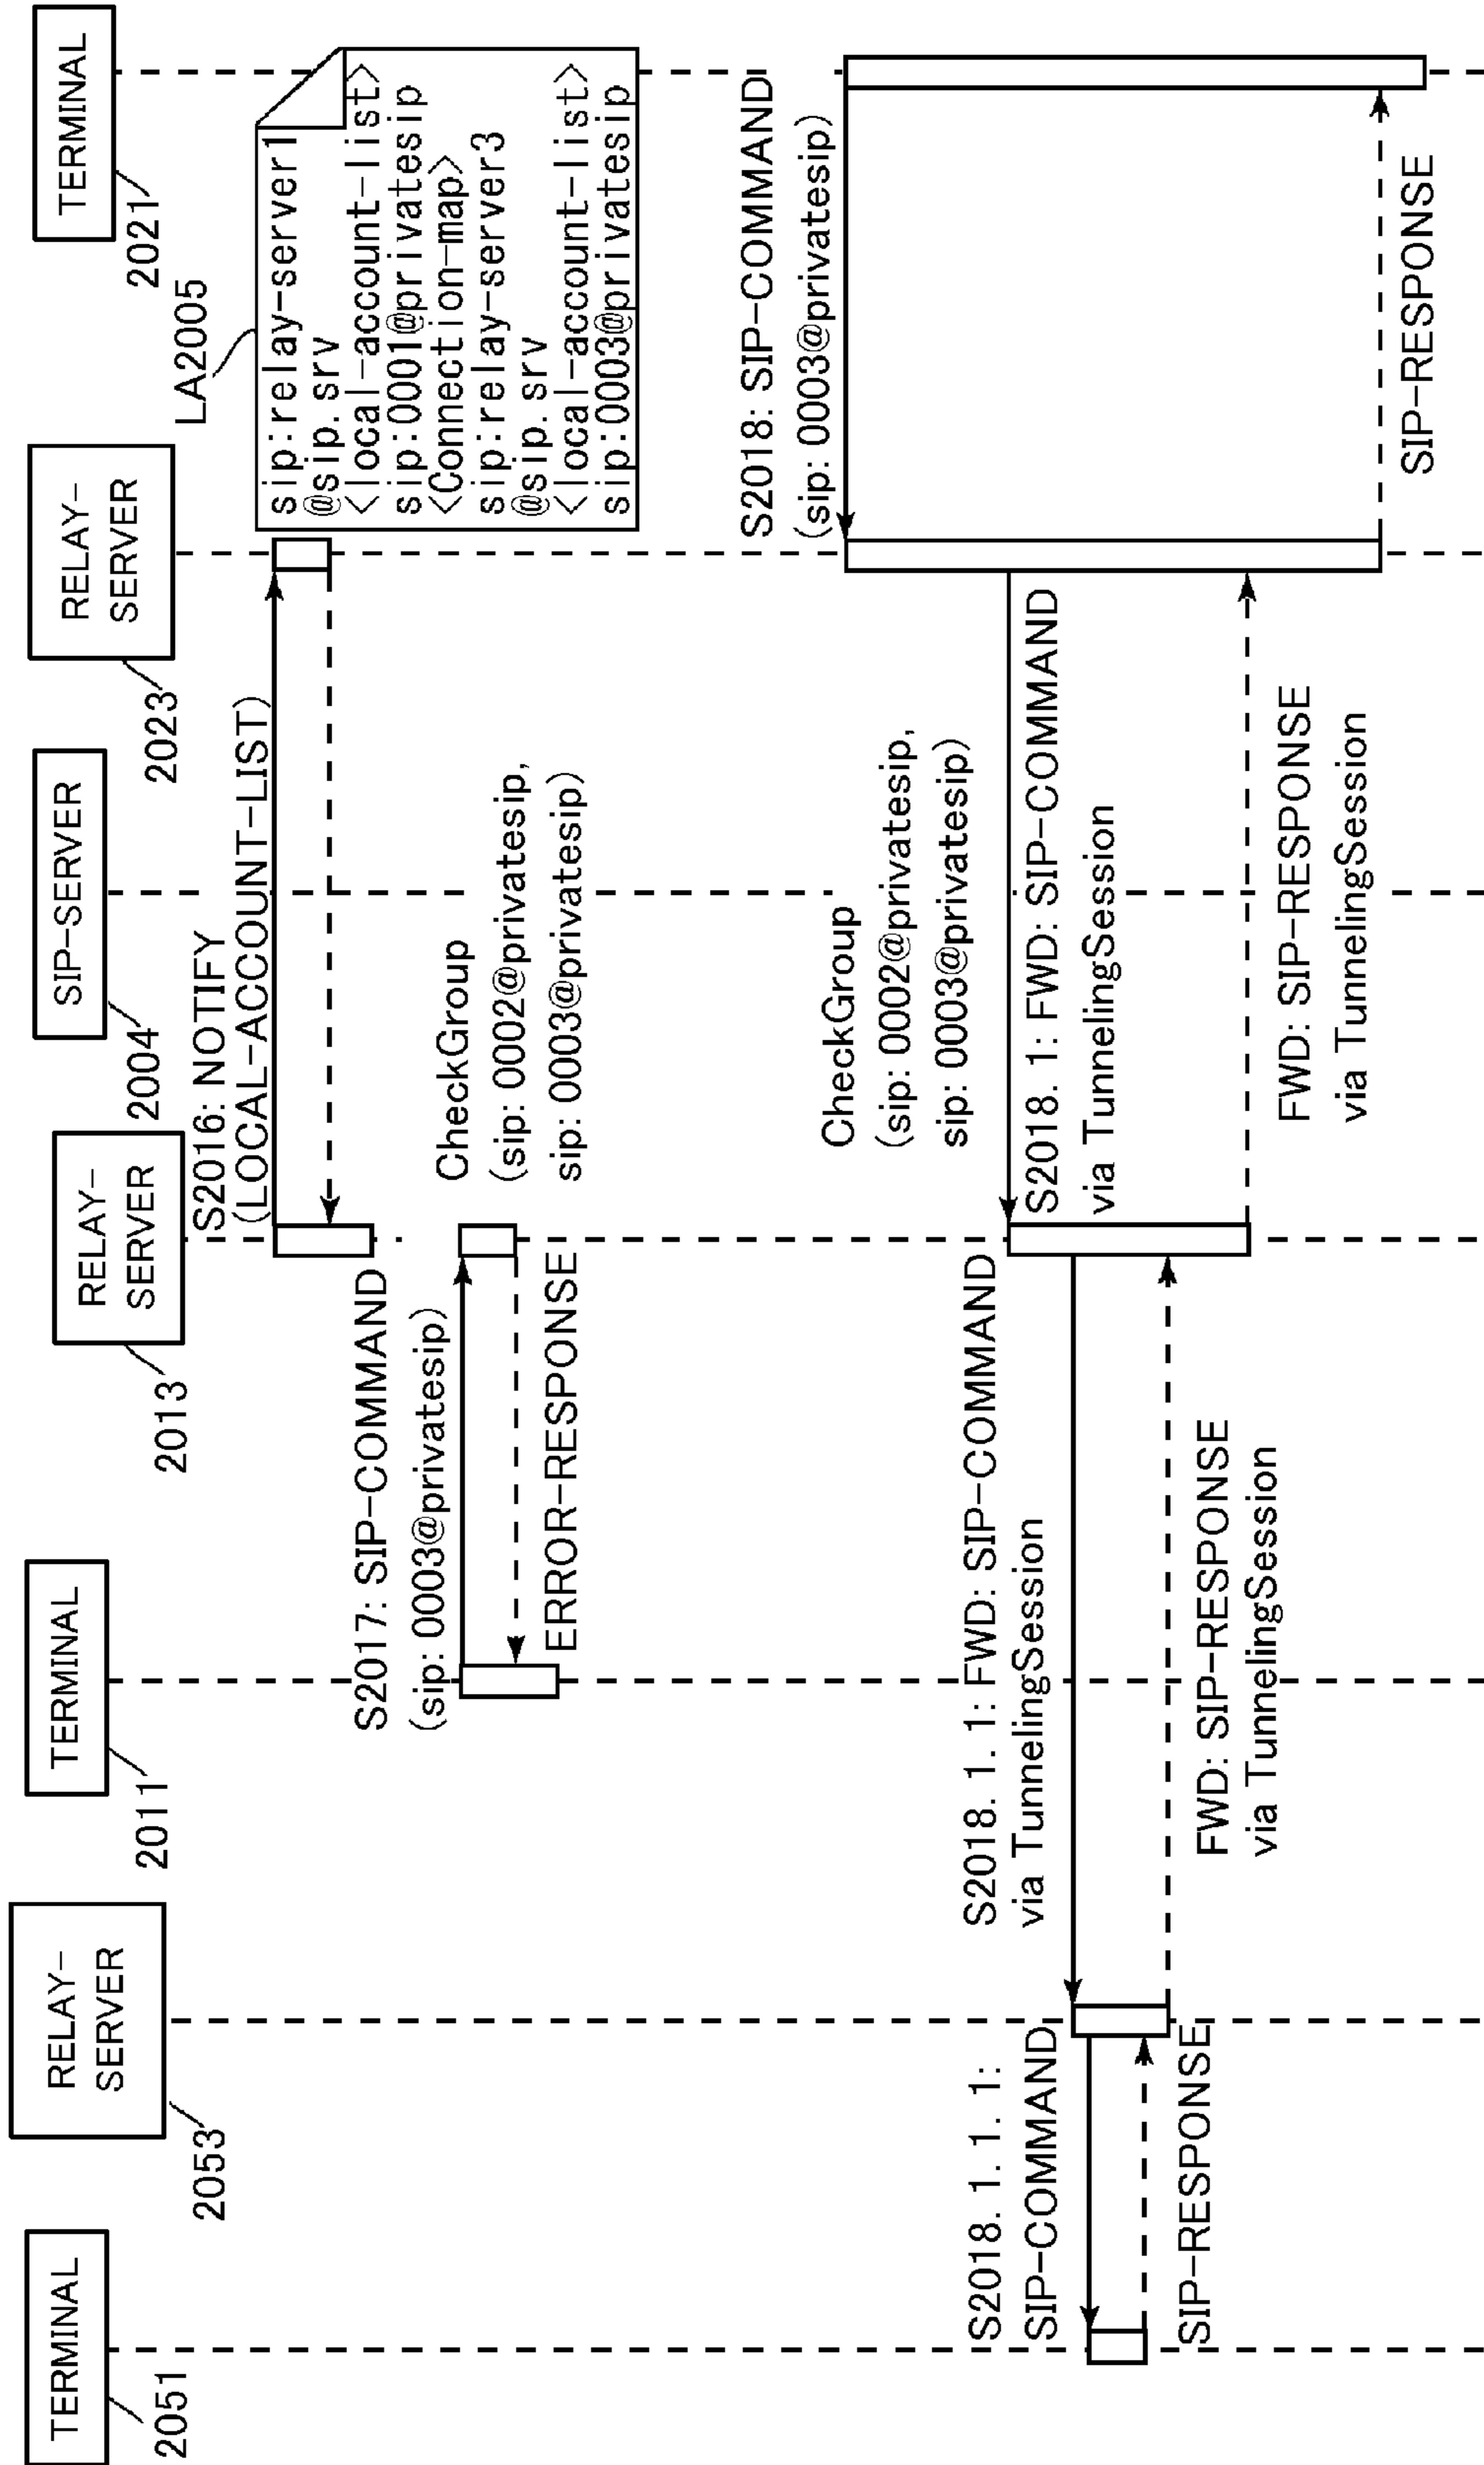 TERMINAL
2051
RELAY-
SERVER
2053
TERMINAL
2011
RELAY-
SERVER
2013
SIP-SERVER
2004
RELAY-
SERVER
2023
TERMINAL
2021
S2016: NOTIFY
(LOCAL-ACCOUNT-LIST)
LA2005
sip:relay-server1
@sip.srv
<local-account-list>
sip:0001@privatesip
<Connection-map>
sip:relay-server3
@sip.srv
<local-account-list>
sip:0003@privatesip
S2017: SIP-COMMAND
(sip: 0003@privatesip)
CheckGroup
(sip: 0002@privatesip,
sip: 0003@privatesip)
ERROR-RESPONSE
S2018: SIP-COMMAND
(sip: 0003@privatesip)
CheckGroup
(sip: 0002@privatesip,
sip: 0003@privatesip)
S2018. 1: FWD: SIP-COMMAND
via TunnelingSession
S2018. 1. 1: FWD: SIP-COMMAND
via TunnelingSession
S2018. 1. 1. 1:
SIP-COMMAND
SIP-RESPONSE
FWD: SIP-RESPONSE
via TunnelingSession
FWD: SIP-RESPONSE
via TunnelingSession
SIP-RESPONSE